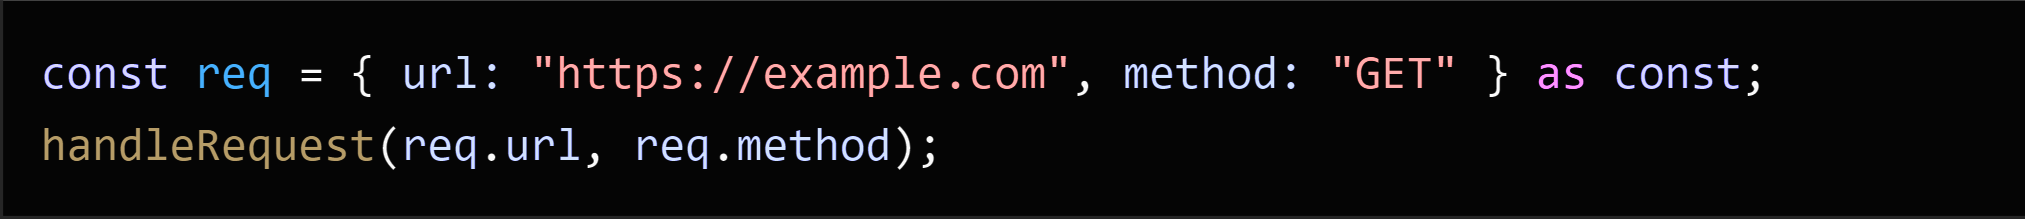 const req = { url: "https://example.com", method: "GET" } as const;
handleRequest(req.url, req.method);